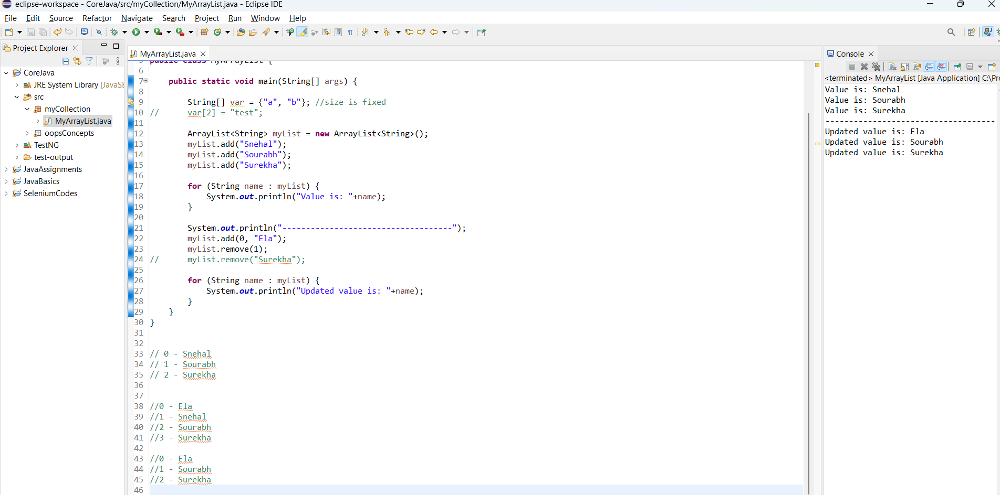 eclipse-workspace - CoreJava/src/myCollection/MyArrayList.java - Eclipse IDE
File Edit Source Refactor Navigate Search Project Run Window Help
Project Explorer
CoreJava
JRE System Library [JavaSE
src
myCollection
MyArrayList.java
oopsConcepts
TestNG
test-output
JavaAssignments
JavaBasics
SeleniumCodes
MyArrayList.java
5 public class MyArrayList {
6
7 public static void main(String[] args) {
8
9 String[] var = {"a", "b"}; //size is fixed
10 // var[2] = "test";
11
12 ArrayList<String> myList = new ArrayList<String>();
13 myList.add("Snehal");
14 myList.add("Sourabh");
15 myList.add("Surekha");
16
17 for (String name : myList) {
18 System.out.println("Value is: "+name);
19 }
20
21 System.out.println("------------------------------------");
22 myList.add(0, "Ela");
23 myList.remove(1);
24 // myList.remove("Surekha");
25
26 for (String name : myList) {
27 System.out.println("Updated value is: "+name);
28 }
29 }
30 }
31
32
33 // 0 - Snehal
34 // 1 - Sourabh
35 // 2 - Surekha
36
37
38 //0 - Ela
39 //1 - Snehal
40 //2 - Sourabh
41 //3 - Surekha
42
43 //0 - Ela
44 //1 - Sourabh
45 //2 - Surekha
46
Console
<terminated> MyArrayList [Java Application] C:\Pro
Value is: Snehal
Value is: Sourabh
Value is: Surekha
------------------------------------
Updated value is: Ela
Updated value is: Sourabh
Updated value is: Surekha